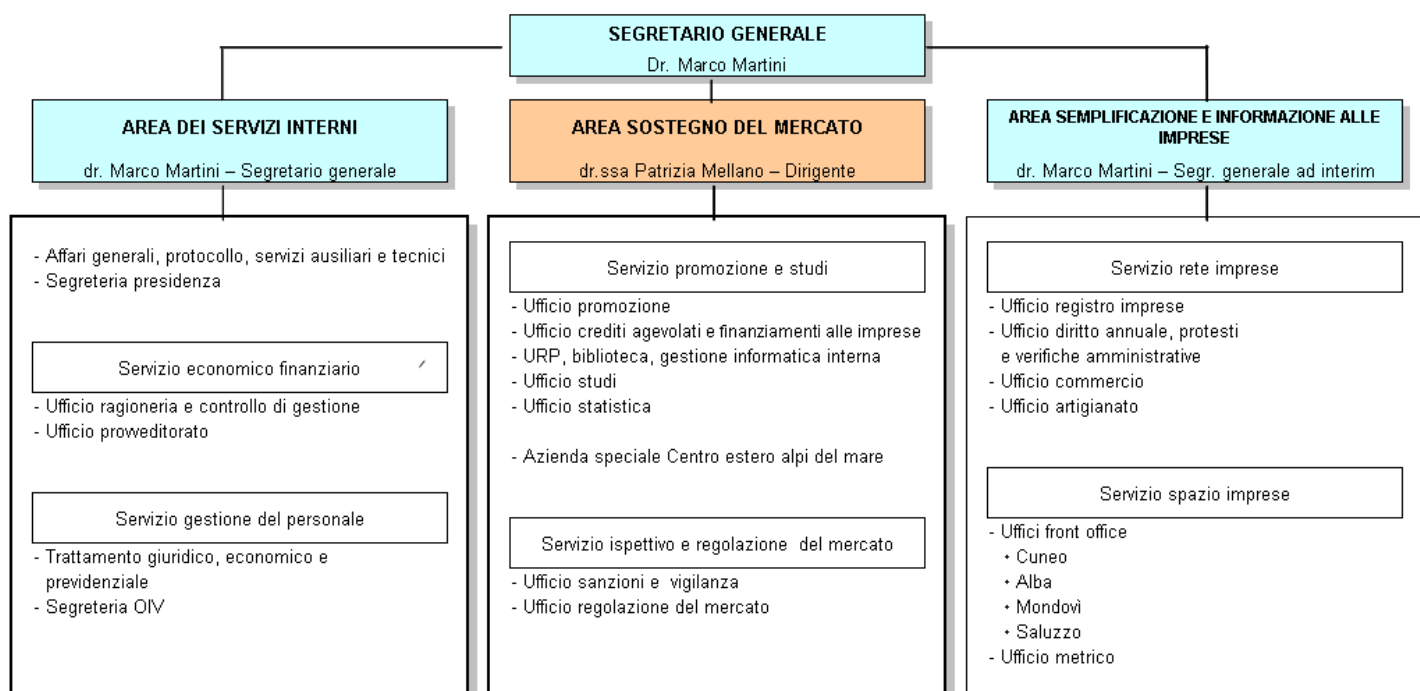 SEGRETARIO GENERALE
Dr. Marco Martini
AREA DEI SERVIZI INTERNI
dr. Marco Martini – Segretario generale
AREA SOSTEGNO DEL MERCATO
dr.ssa Patrizia Mellano – Dirigente
AREA SEMPLIFICAZIONE E INFORMAZIONE ALLE
IMPRESE
dr. Marco Martini – Segr. generale ad interim
- Affari generali, protocollo, servizi ausiliari e tecnici
- Segreteria presidenza
Servizio economico finanziario
- Ufficio ragioneria e controllo di gestione
- Ufficio provveditorato
Servizio gestione del personale
- Trattamento giuridico, economico e
previdenziale
- Segreteria OIV
Servizio promozione e studi
- Ufficio promozione
- Ufficio crediti agevolati e finanziamenti alle imprese
- URP, biblioteca, gestione informatica interna
- Ufficio studi
- Ufficio statistica
- Azienda speciale Centro estero alpi del mare
Servizio ispettivo e regolazione del mercato
- Ufficio sanzioni e vigilanza
- Ufficio regolazione del mercato
Servizio rete imprese
- Ufficio registro imprese
- Ufficio diritto annuale, protesti
e verifiche amministrative
- Ufficio commercio
- Ufficio artigianato
Servizio spazio imprese
- Uffici front office
• Cuneo
• Alba
• Mondovì
• Saluzzo
- Ufficio metrico